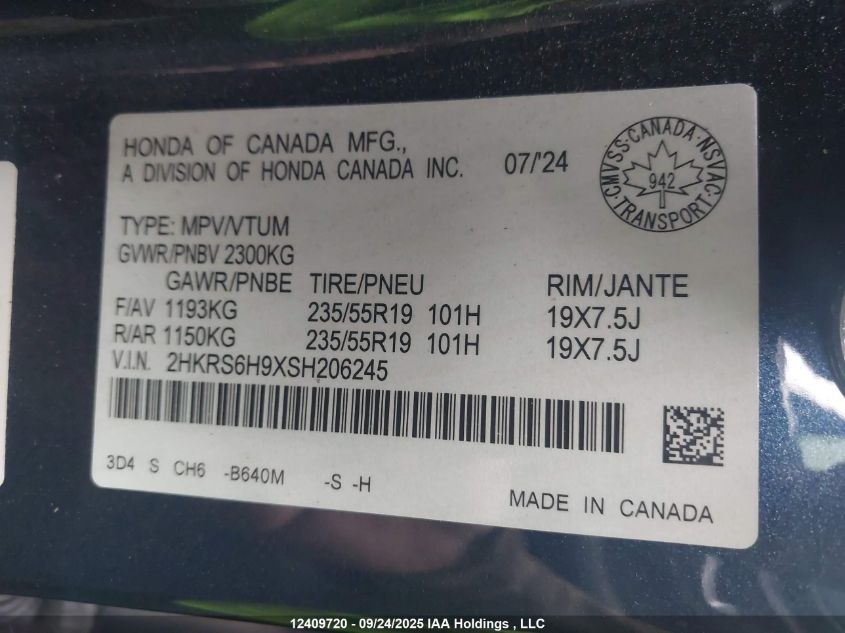 HONDA OF CANADA MFG.,
A DIVISION OF HONDA CANADA INC. 07/'24
CMVSS·CANADA·NSVAC·TRANSPORT
942
TYPE: MPV/VTUM
GVWR/PNBV 2300KG
GAWR/PNBE TIRE/PNEU RIM/JANTE
F/AV 1193KG 235/55R19 101H 19X7.5J
R/AR 1150KG 235/55R19 101H 19X7.5J
V.I.N. 2HKRS6H9XSH206245
3D4 S CH6 -B640M -S -H
MADE IN CANADA
12409720 - 09/24/2025 IAA Holdings , LLC